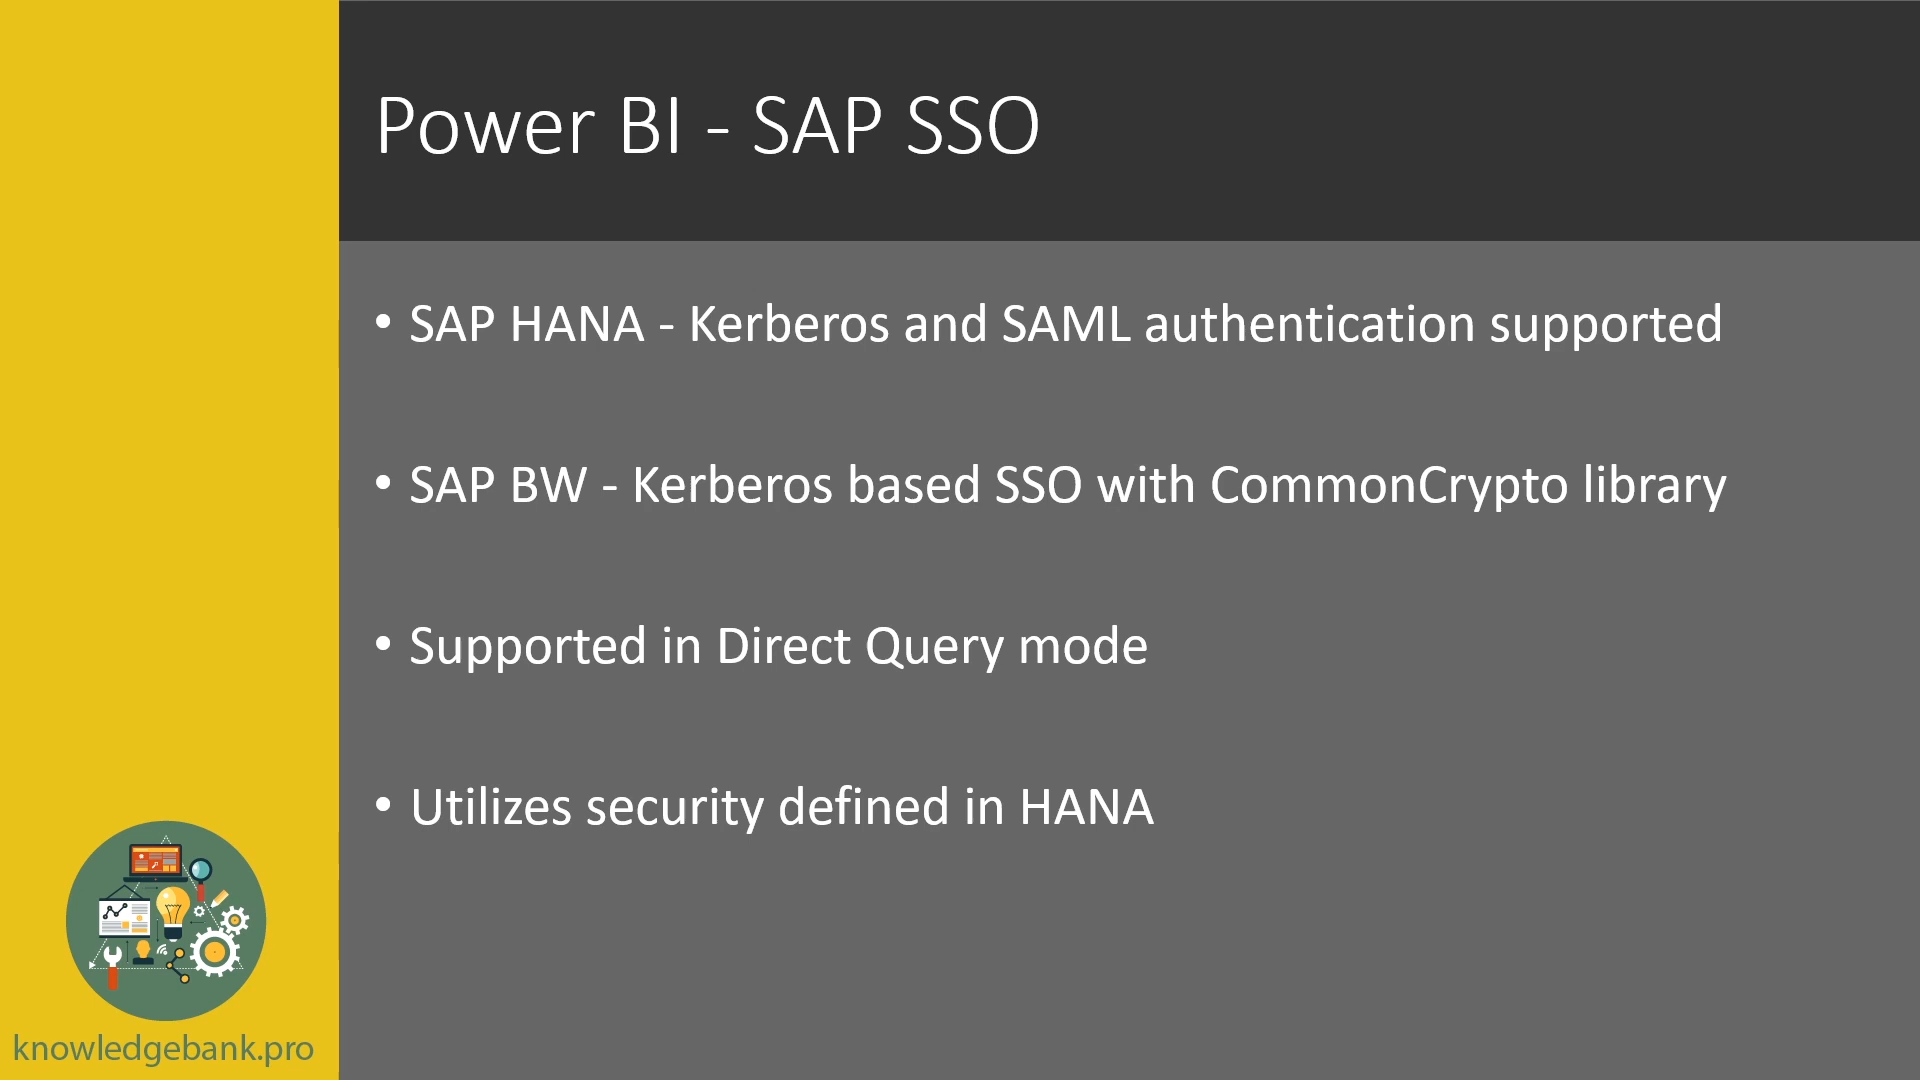 Power BI - SAP SSO
• SAP HANA - Kerberos and SAML authentication supported
• SAP BW - Kerberos based SSO with CommonCrypto library
• Supported in Direct Query mode
• Utilizes security defined in HANA
knowledgebank.pro